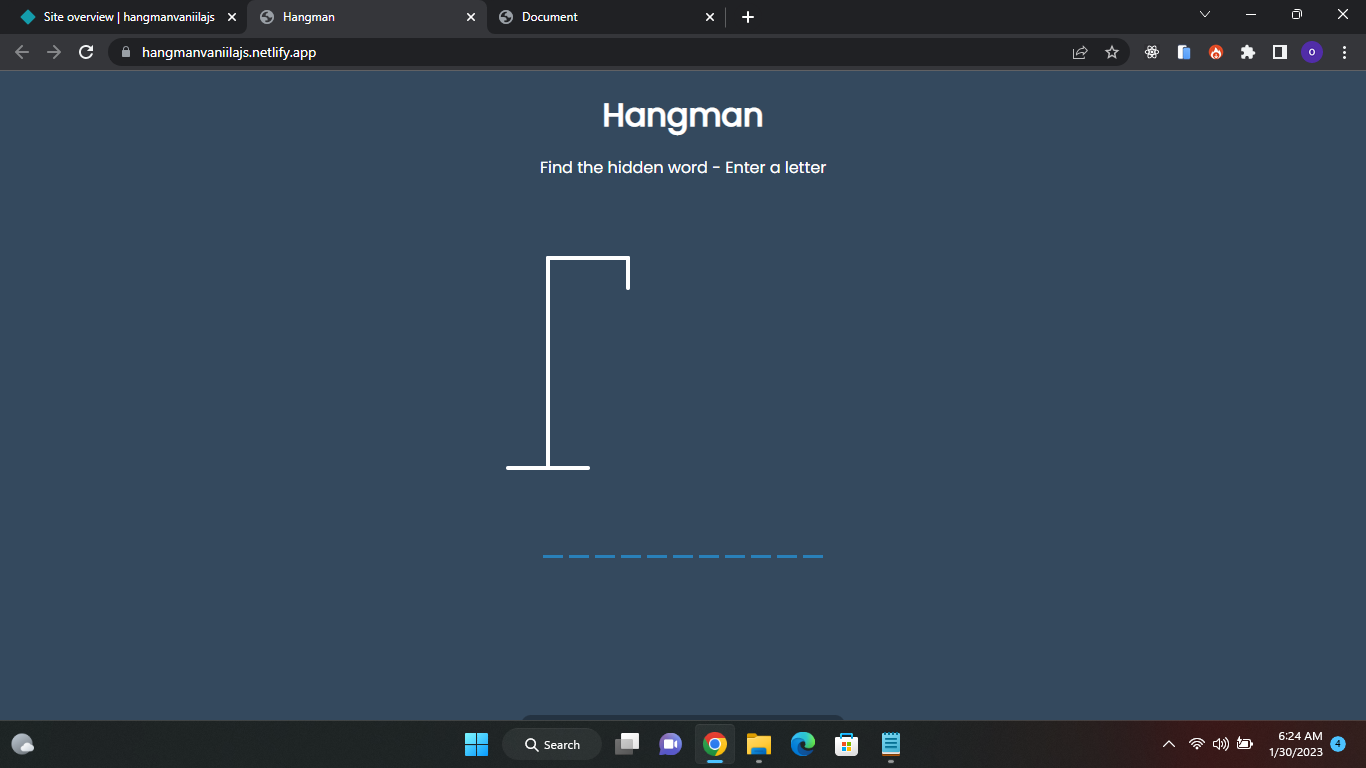 Site overview | hangmanvaniilajs
Hangman
Document
hangmanvaniilajs.netlify.app
O
Hangman
Find the hidden word - Enter a letter
Search
6:24 AM
1/30/2023
4